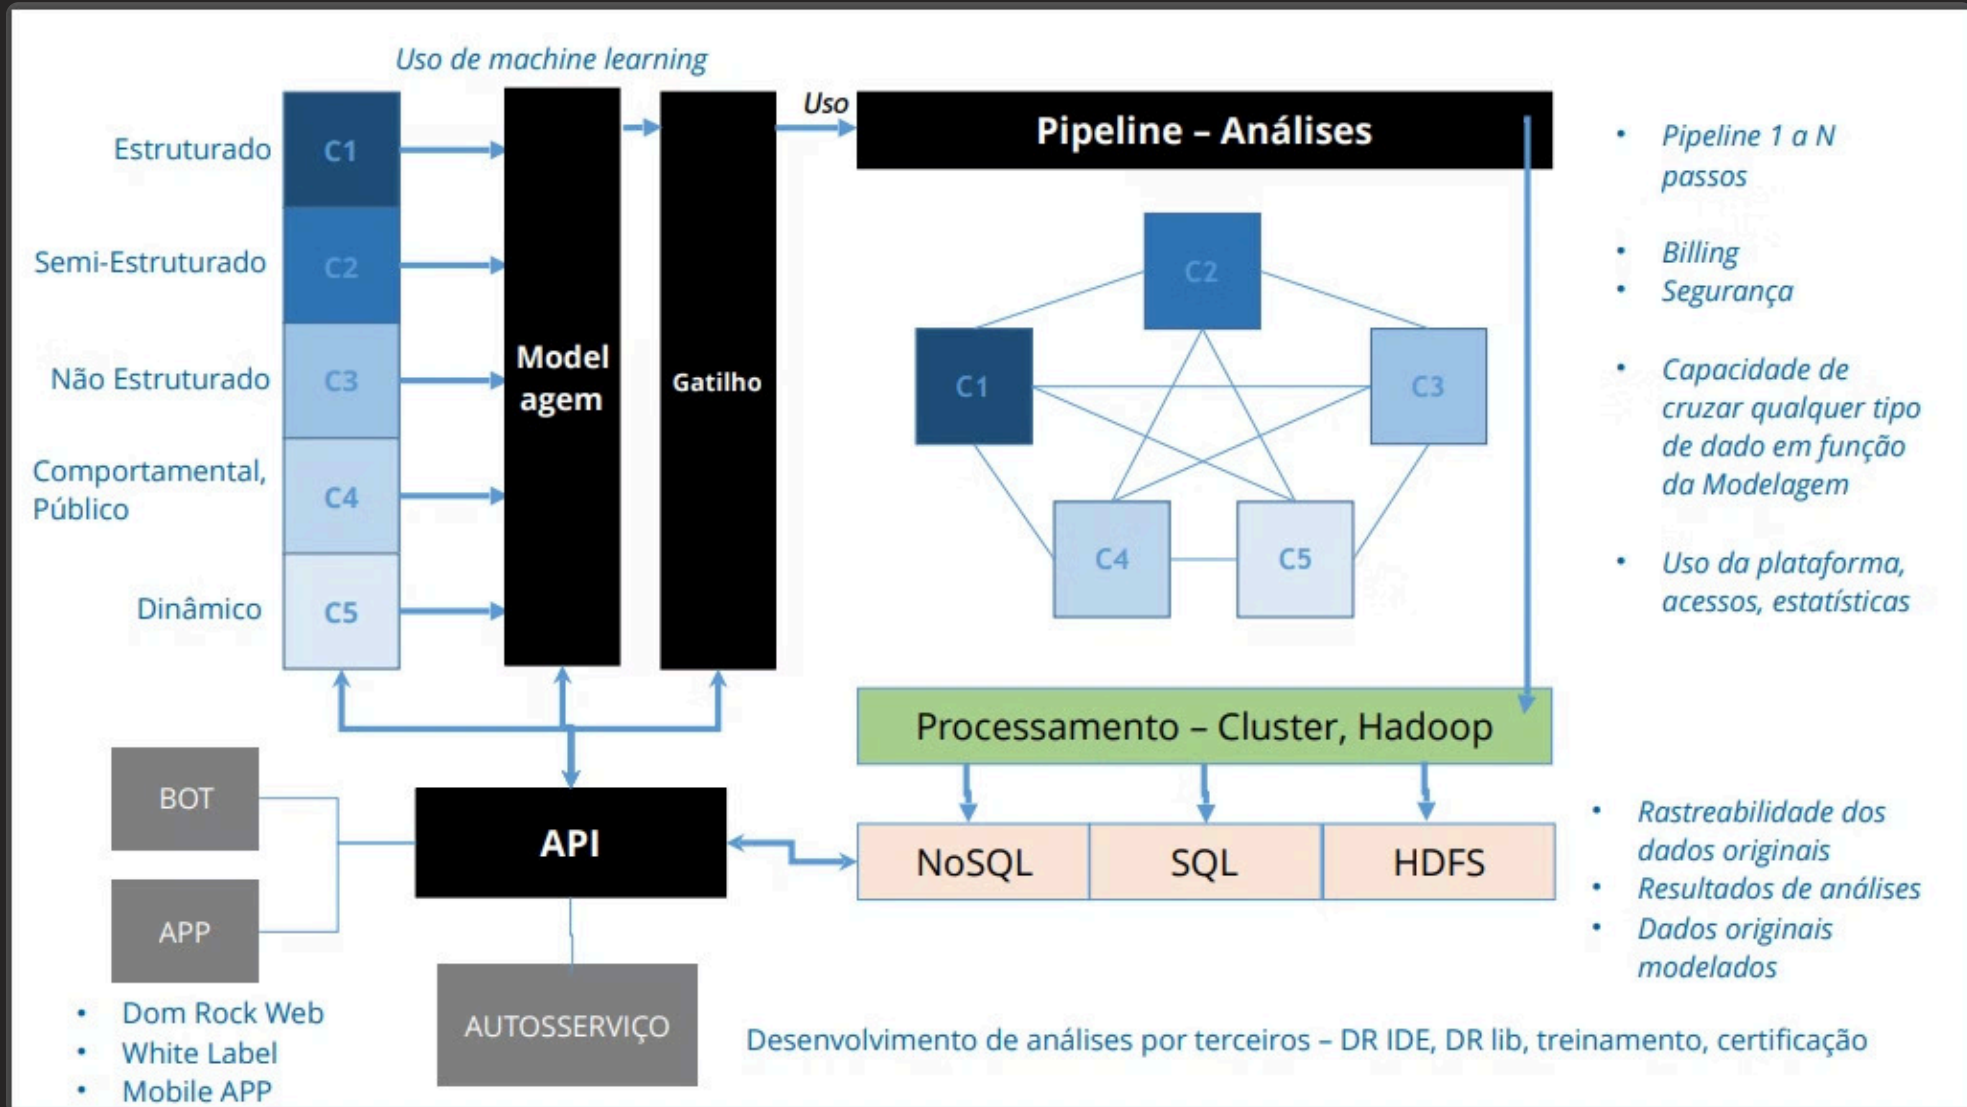 Uso de machine learning
Estruturado
C1
Semi-Estruturado
C2
Não Estruturado
C3
Comportamental,
Público
C4
Dinâmico
C5
Model
agem
Gatilho
Uso
Pipeline – Análises
C2
C1
C3
C4
C5
• Pipeline 1 a N
passos
• Billing
• Segurança
• Capacidade de
cruzar qualquer tipo
de dado em função
da Modelagem
• Uso da plataforma,
acessos, estatísticas
Processamento – Cluster, Hadoop
NoSQL
SQL
HDFS
• Rastreabilidade dos
dados originais
• Resultados de análises
• Dados originais
modelados
BOT
APP
API
AUTOSSERVIÇO
• Dom Rock Web
• White Label
• Mobile APP
Desenvolvimento de análises por terceiros – DR IDE, DR lib, treinamento, certificação